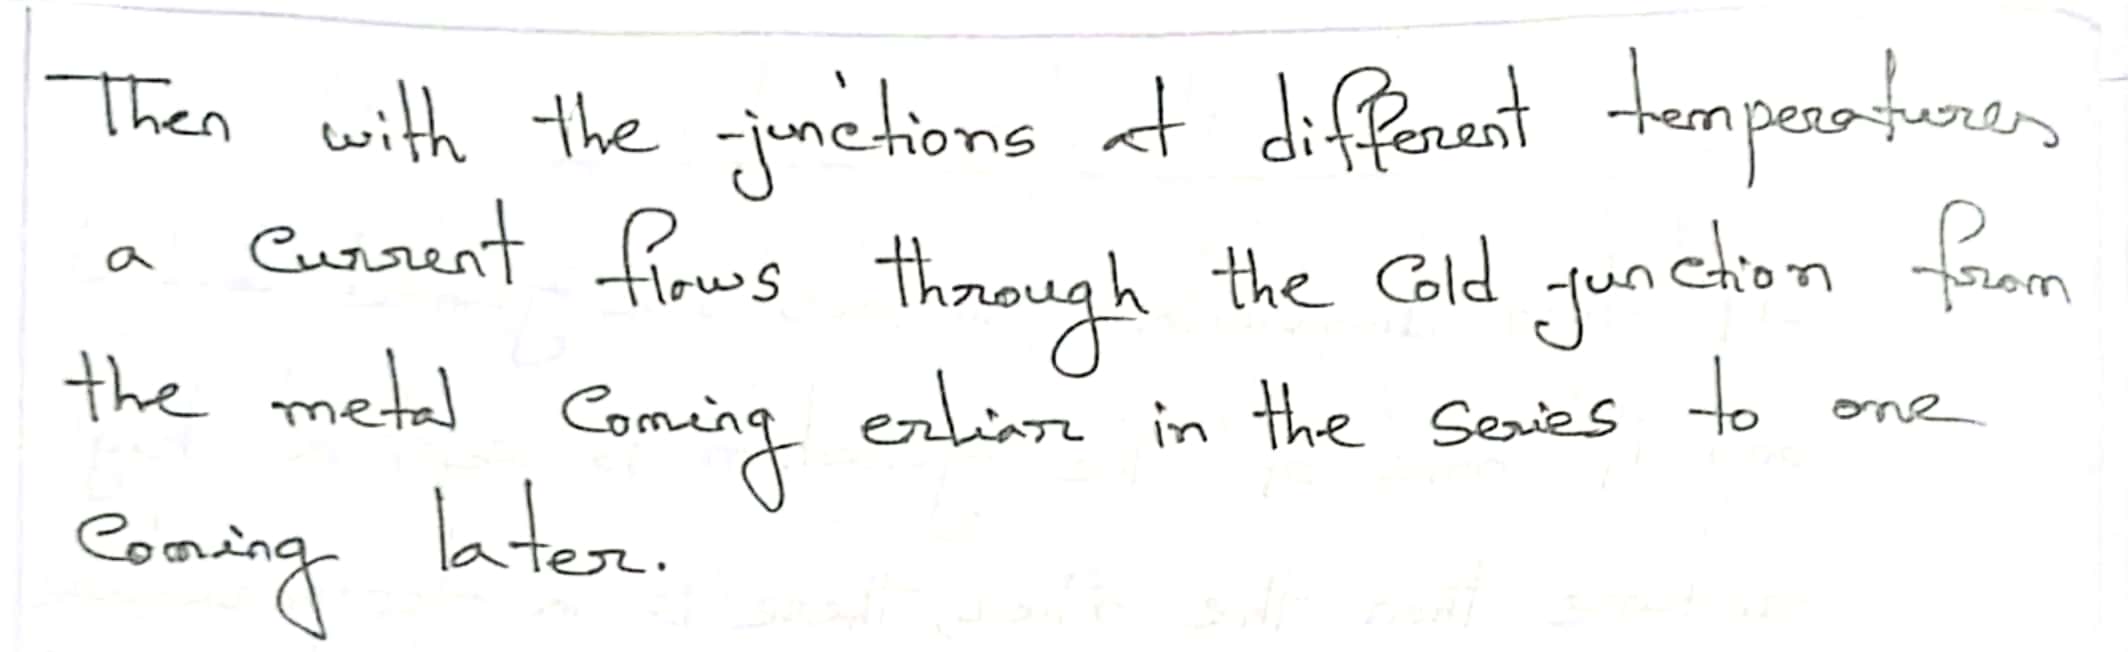 Then with the junctions at different temperatures
a current flows through the cold junction from
the metal coming erliar in the series to one
coming later.